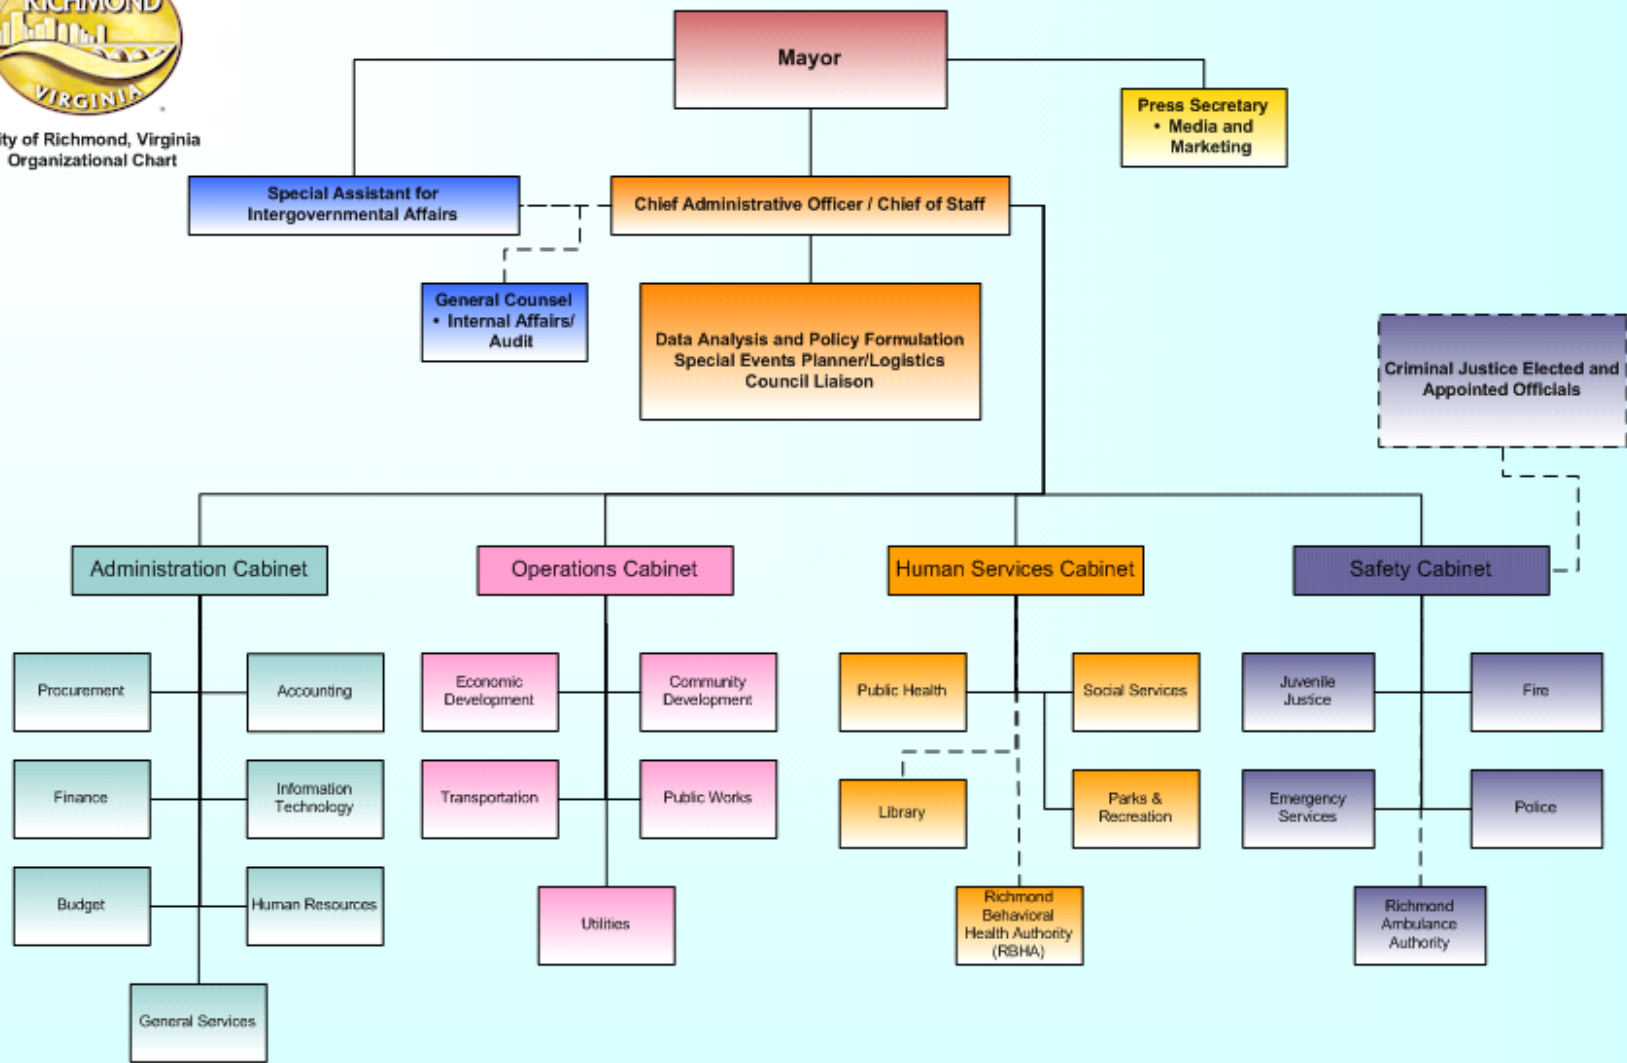 RICHMOND
VIRGINIA
ity of Richmond, Virginia
Organizational Chart
Mayor
Press Secretary
• Media and
Marketing
Special Assistant for
Intergovernmental Affairs
Chief Administrative Officer / Chief of Staff
General Counsel
• Internal Affairs/
Audit
Data Analysis and Policy Formulation
Special Events Planner/Logistics
Council Liaison
Criminal Justice Elected and
Appointed Officials
Administration Cabinet
Operations Cabinet
Human Services Cabinet
Safety Cabinet
Procurement
Accounting
Economic
Development
Community
Development
Public Health
Social Services
Juvenile
Justice
Fire
Finance
Information
Technology
Transportation
Public Works
Library
Parks &
Recreation
Emergency
Services
Police
Budget
Human Resources
Utilities
Richmond
Behavioral
Health Authority
(RBHA)
Richmond
Ambulance
Authority
General Services